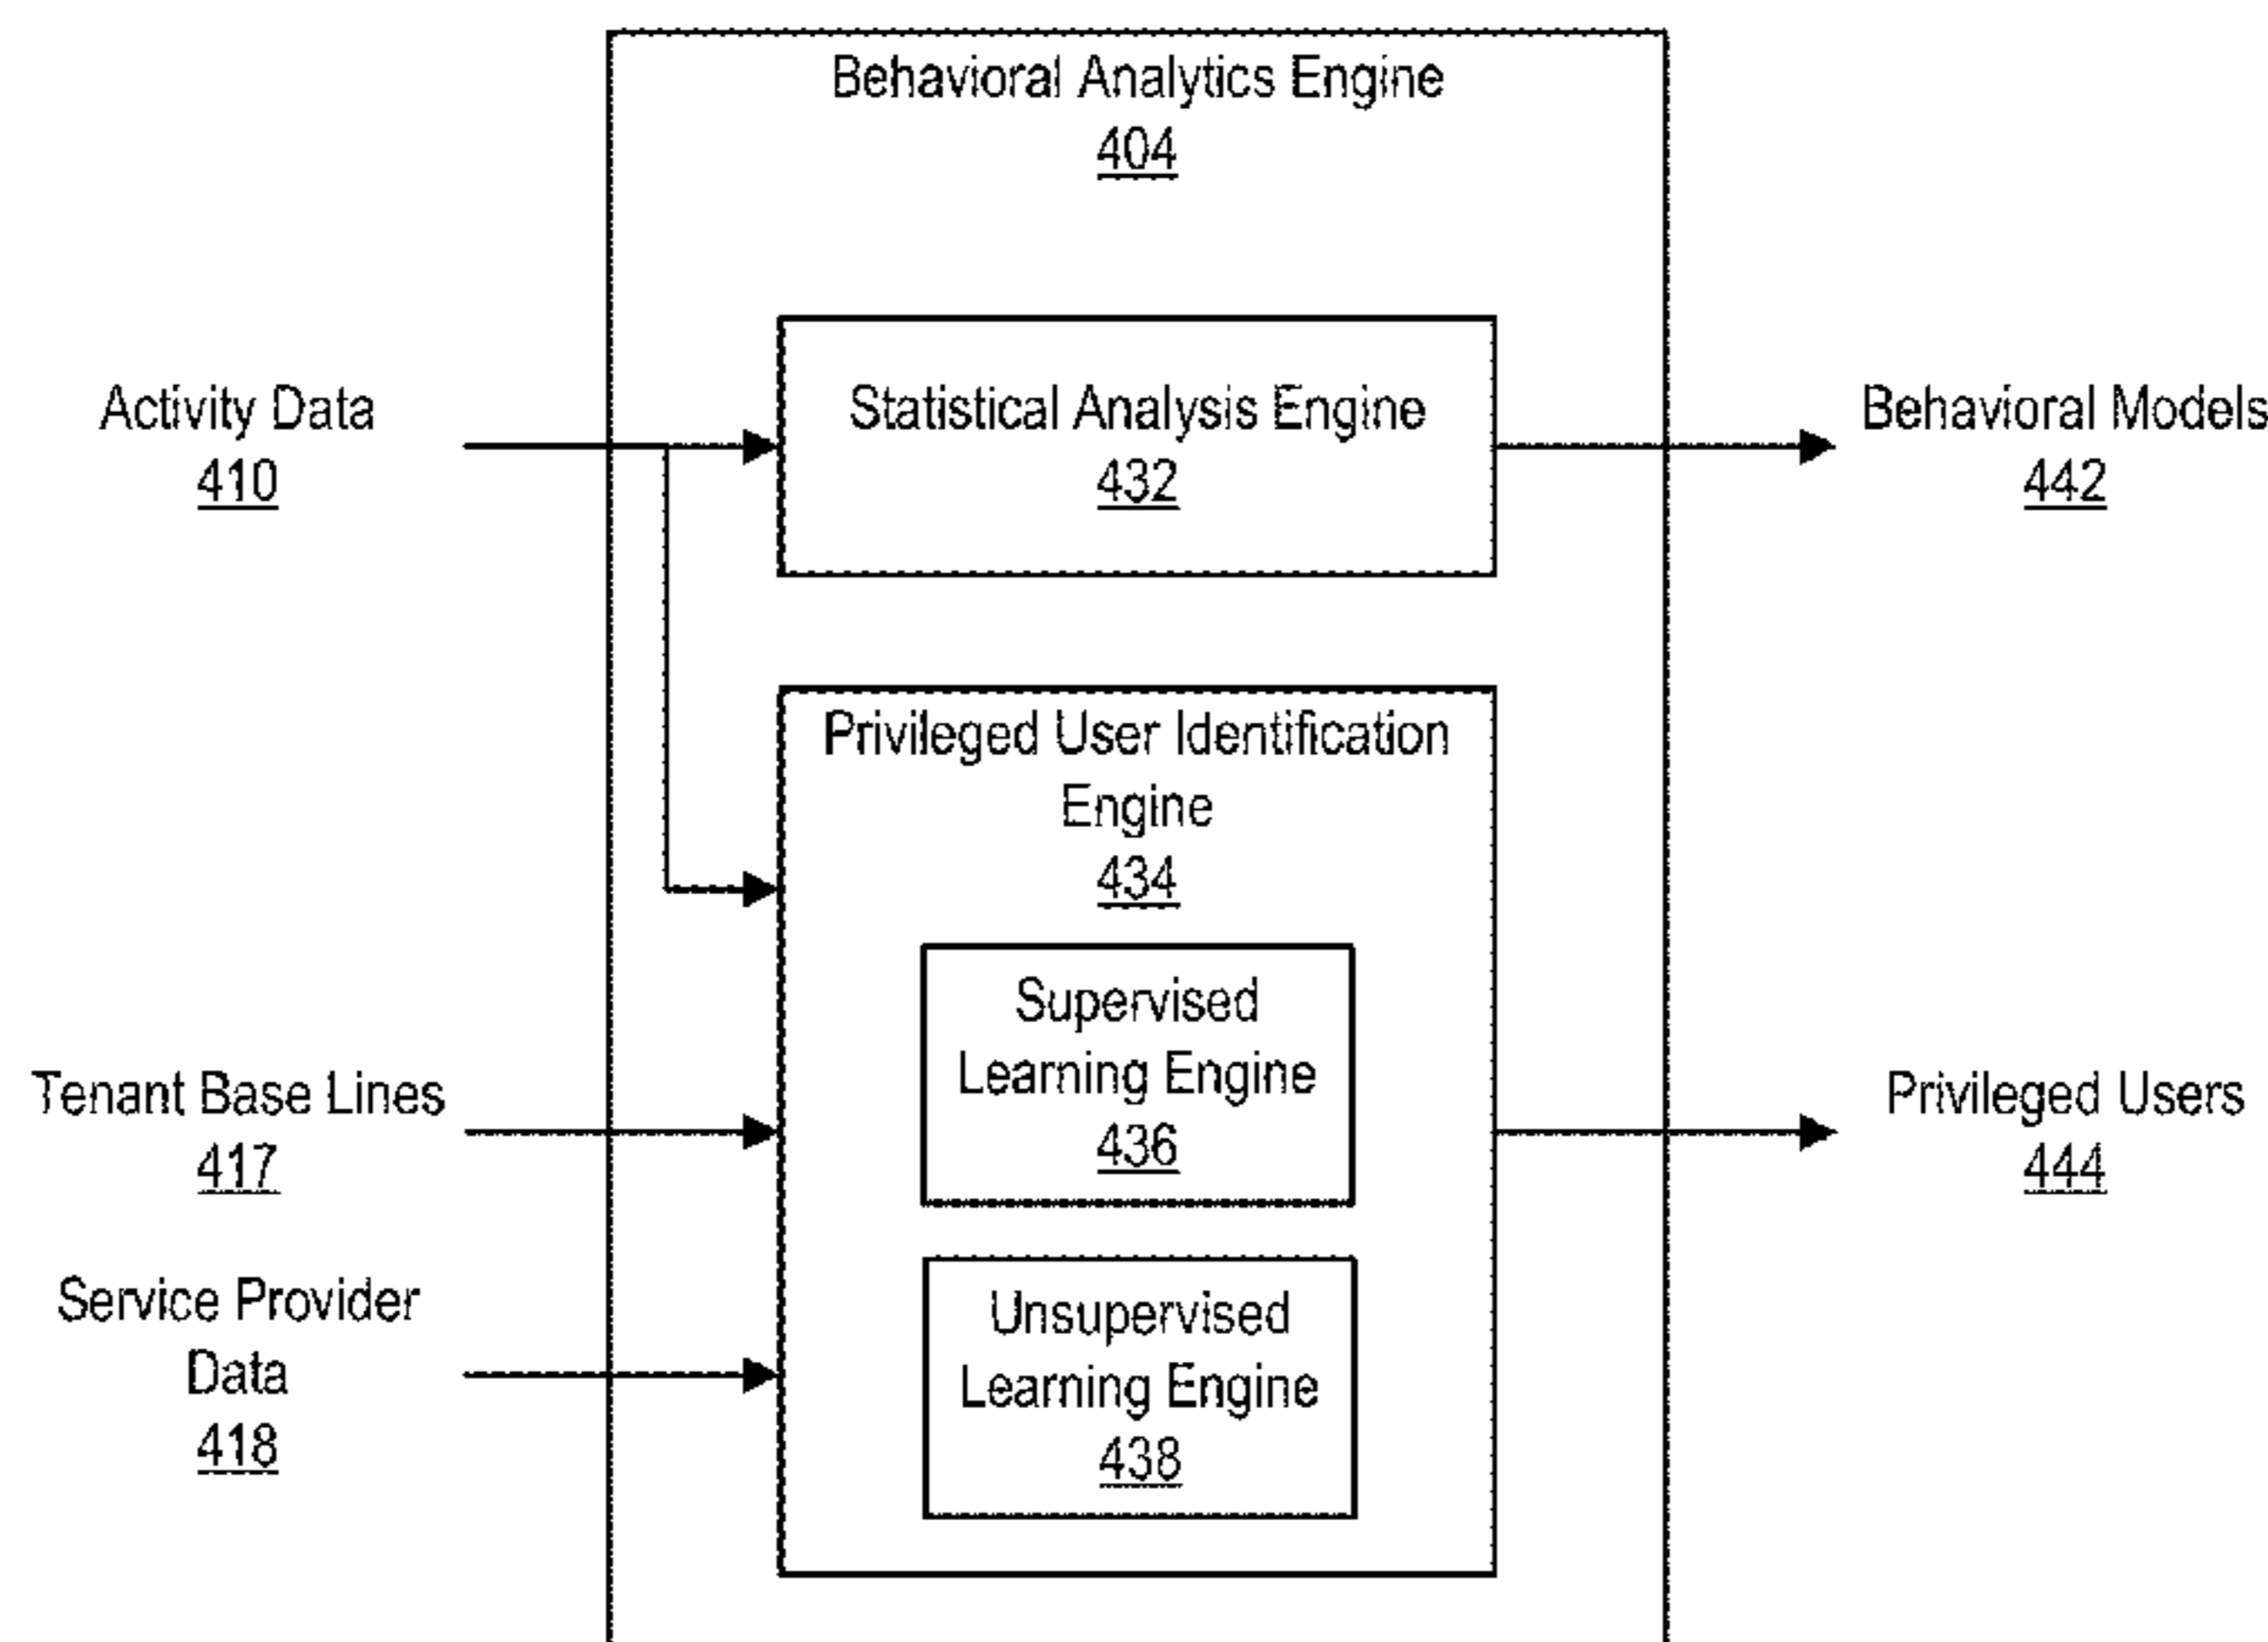 Behavioral Analytics Engine
404
Activity Data
410
Statistical Analysis Engine
432
Behavioral Models
442
Privileged User Identification
Engine
434
Supervised
Learning Engine
436
Tenant Base Lines
417
Privileged Users
444
Service Provider
Data
418
Unsupervised
Learning Engine
438